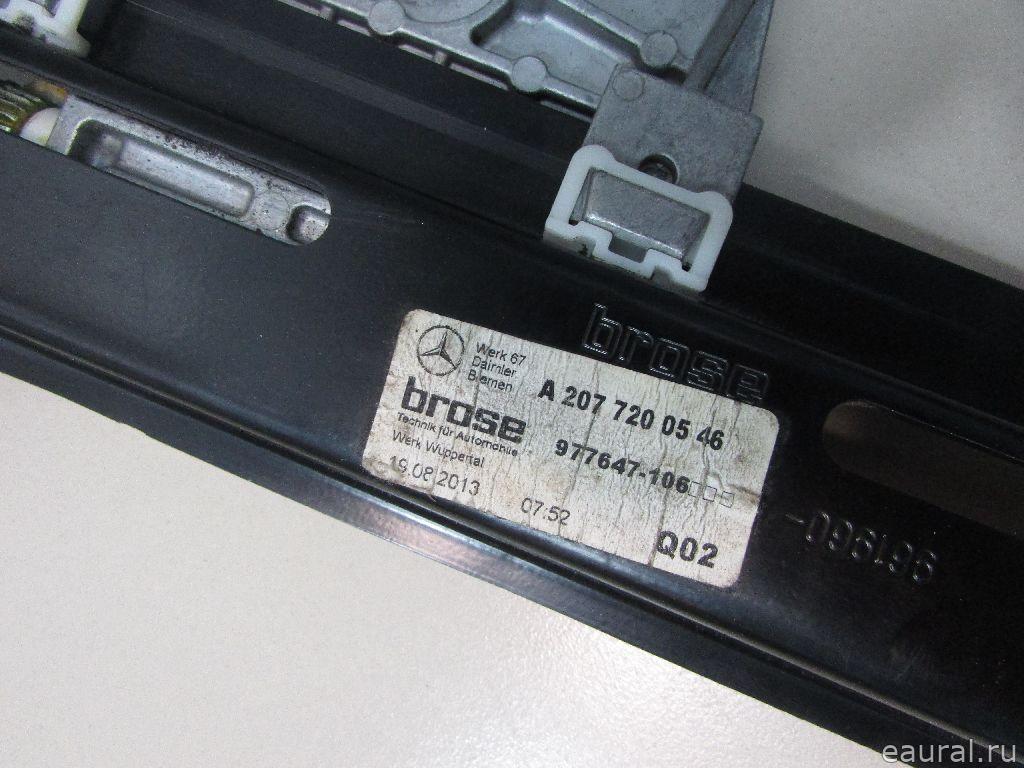 brose
Werk 67
Daimler
Bremen
A 207 720 05 46
brose
Technik für Automobile
Werk Wuppertal
977647-106
19.08.2013
07:52
Q02
961960-
eaural.ru